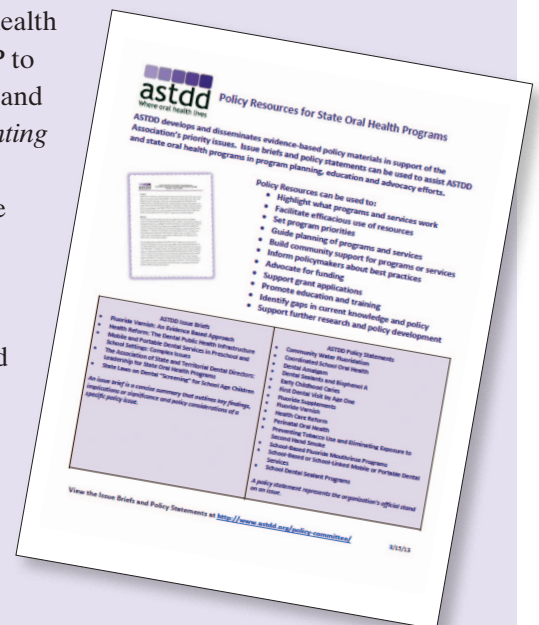 ealth
P to
and
nting
e
d
astdd
where oral health lives
Policy Resources for State Oral Health Programs
ASTDD develops and disseminates evidence-based policy materials in support of the
Association's priority issues. Issue briefs and policy statements can be used to assist ASTDD
and state oral health programs in program planning, education and advocacy efforts.
Policy Resources can be used to:
• Highlight what programs and services work
• Facilitate efficacious use of resources
• Set program priorities
• Guide planning of programs and services
• Build community support for programs or services
• Inform policymakers about best practices
• Advocate for funding
• Support grant applications
• Promote education and training
• Identify gaps in current knowledge and policy
• Support further research and policy development
ASTDD Issue Briefs
• Fluoride Varnish: An Evidence Based Approach
• Health Reform: The Dental Public Health Infrastructure
• Mobile and Portable Dental Services in Preschool and
School Settings: Complex Issues
• The Association of State and Territorial Dental Directors:
Leadership for State Oral Health Programs
• State Laws on Dental "Screening" for School Age Children
An issue brief is a concise summary that outlines key findings,
implications or significance and policy considerations of a
specific policy issue.
ASTDD Policy Statements
• Community Water Fluoridation
• Coordinated School Oral Health
• Dental Amalgam
• Dental Sealants and Bisphenol A
• Early Childhood Caries
• First Dental Visit by Age One
• Fluoride Supplements
• Fluoride Varnish
• Health Care Reform
• Perinatal Oral Health
• Preventing Tobacco Use and Eliminating Exposure to
Second Hand Smoke
• School-Based Fluoride Mouthrinse Programs
• School-Based or School-Linked Mobile or Portable Dental
Services
• School Dental Sealant Programs
A policy statement represents the organization's official stand
on an issue.
View the Issue Briefs and Policy Statements at http://www.astdd.org/policy-committee/
3/15/13